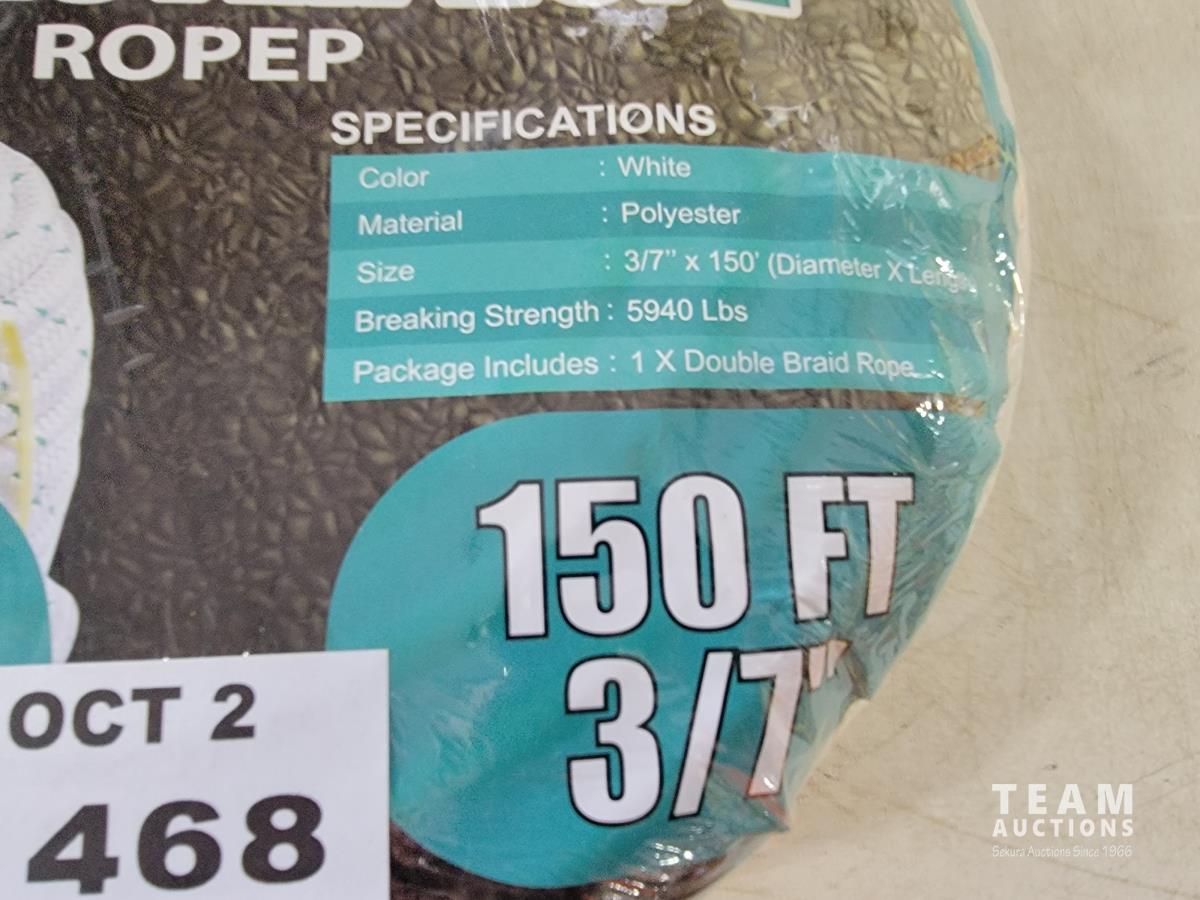 ROPEP
SPECIFICATIONS
Color : White
Material : Polyester
Size : 3/7" x 150' (Diameter X
Breaking Strength : 5940 Lbs
Package Includes : 1 X Double Braid Rope
150 FT
3/7"
OCT 2
468
TEAM
AUCTIONS
Sekura Auctions Since 1966